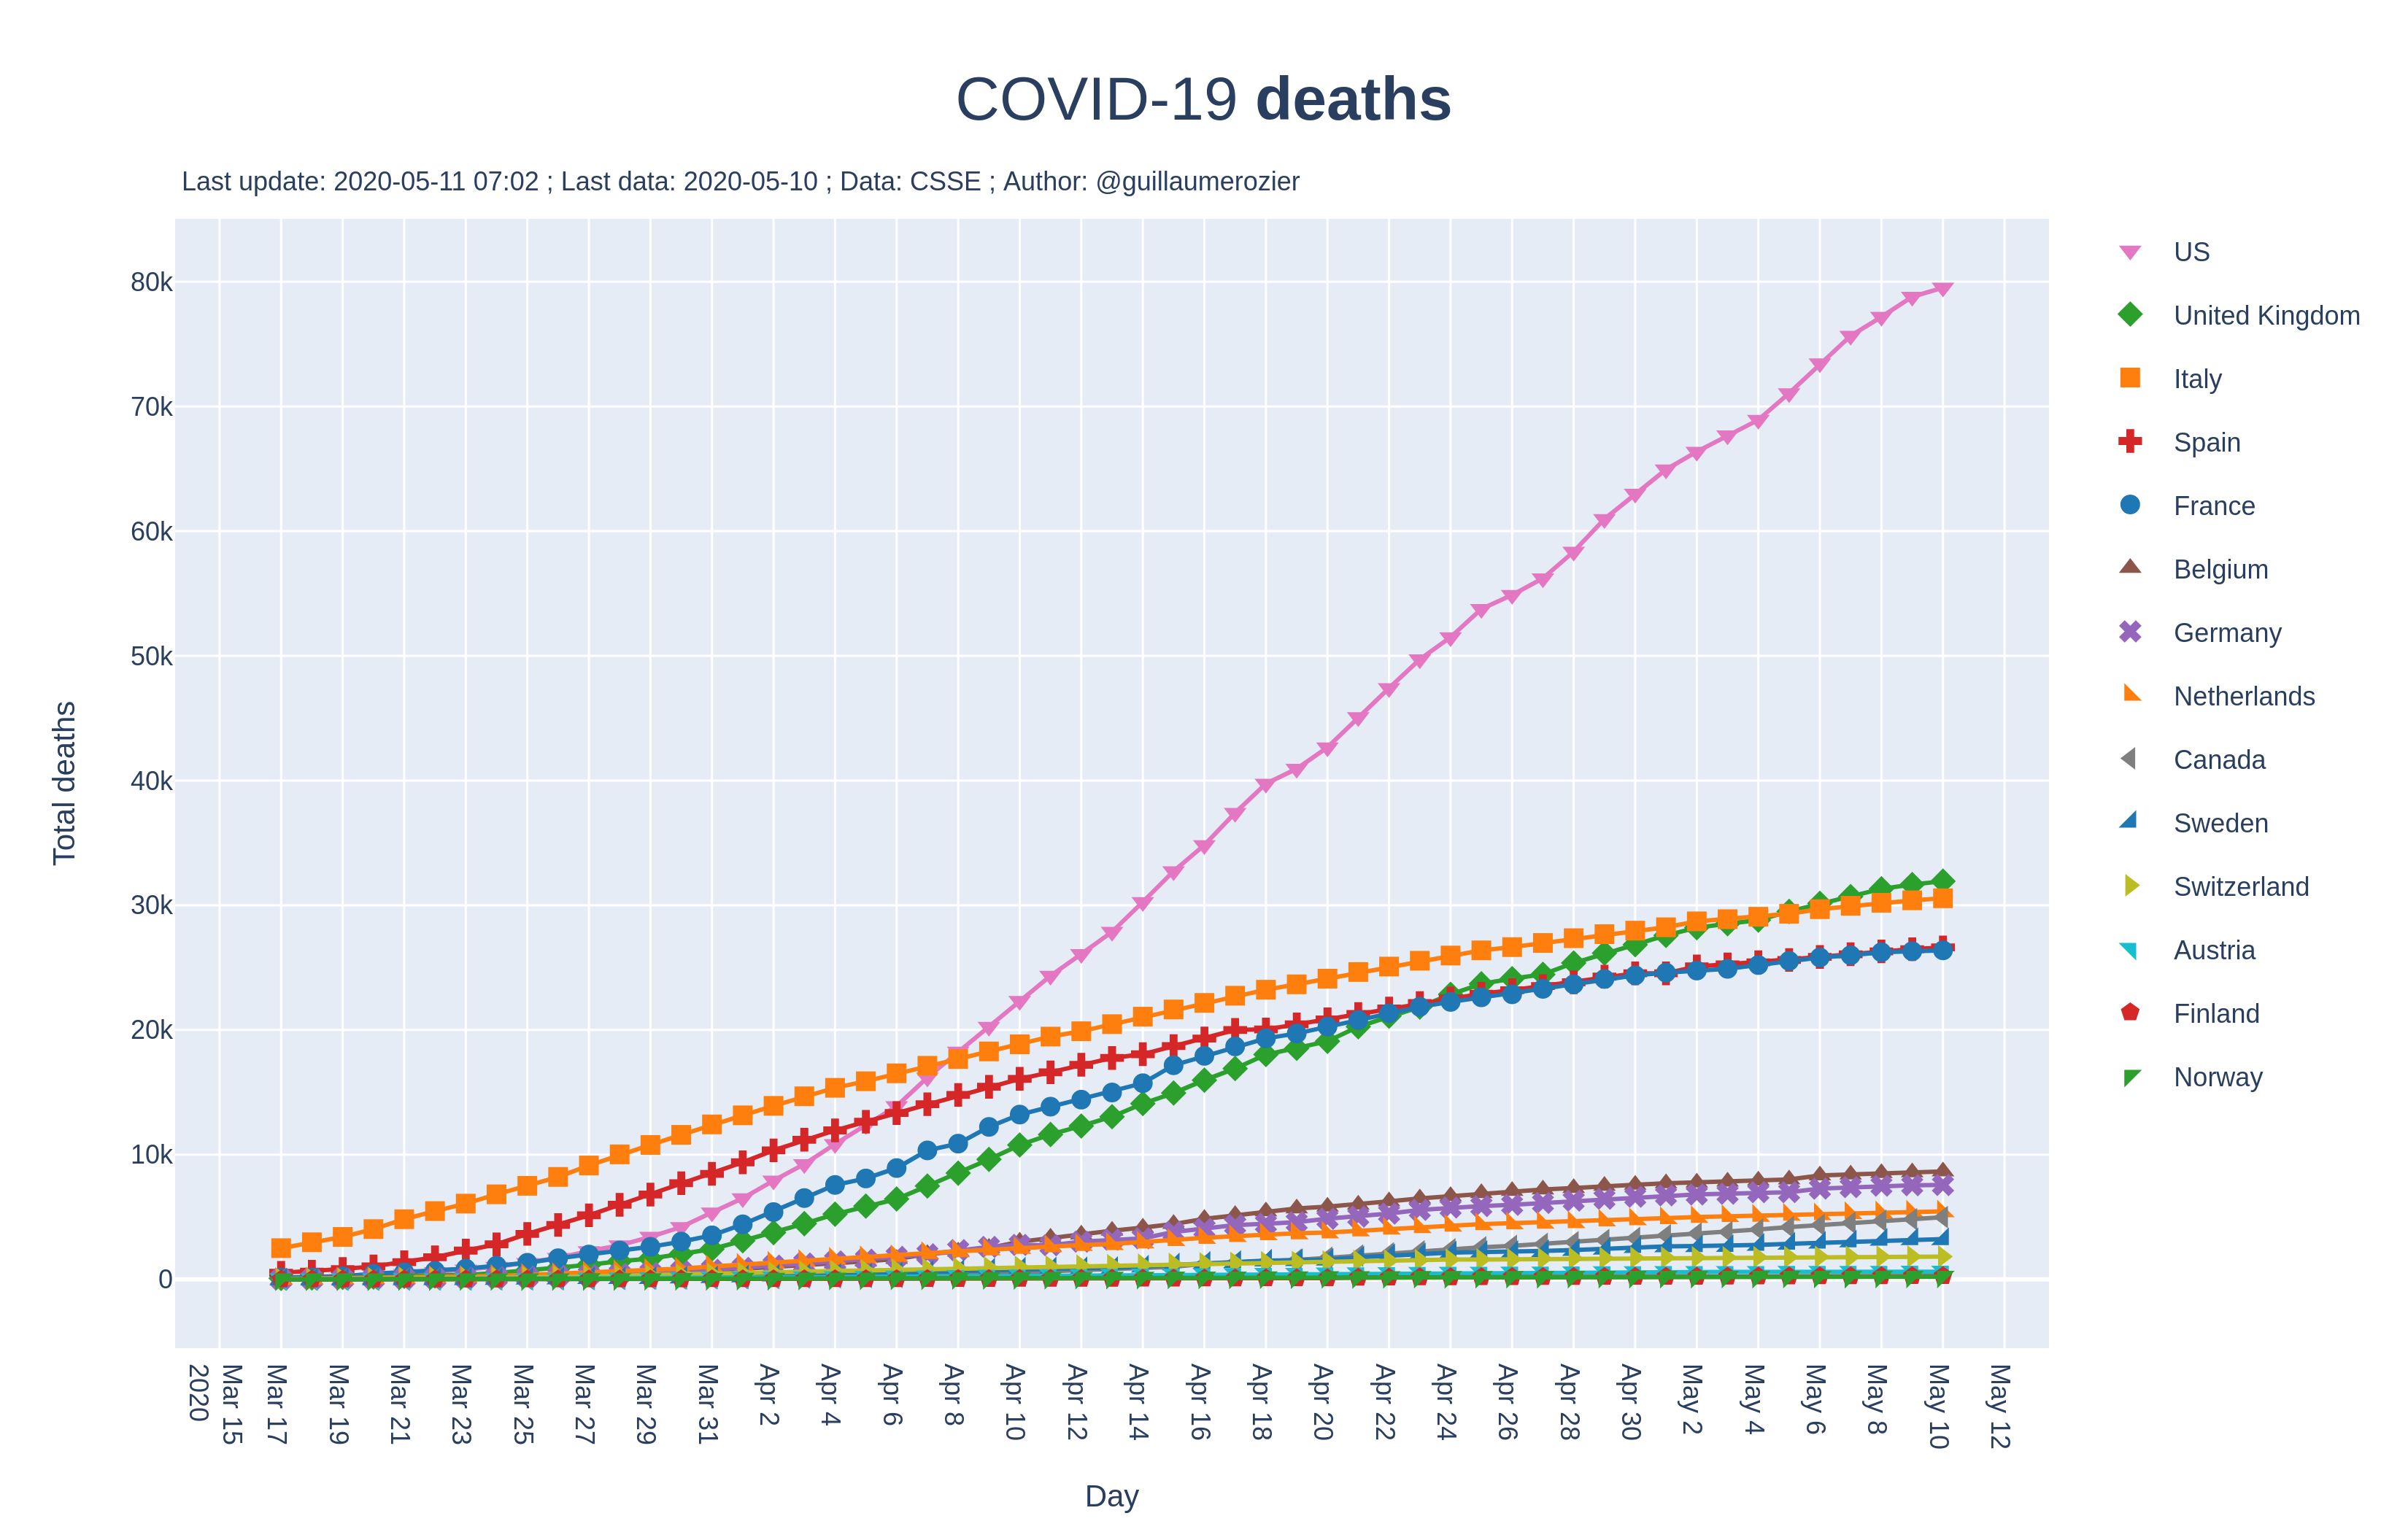 COVID-19 deaths
Last update: 2020-05-11 07:02 ; Last data: 2020-05-10 ; Data: CSSE ; Author: @guillaumerozier
80k
70k
60k
50k
40k
30k
20k
10k
0
Total deaths
Mar 15
2020
Mar 17
Mar 19
Mar 21
Mar 23
Mar 25
Mar 27
Mar 29
Mar 31
Apr 2
Apr 4
Apr 6
Apr 8
Apr 10
Apr 12
Apr 14
Apr 16
Apr 18
Apr 20
Apr 22
Apr 24
Apr 26
Apr 28
Apr 30
May 2
May 4
May 6
May 8
May 10
May 12
Day
US
United Kingdom
Italy
Spain
France
Belgium
Germany
Netherlands
Canada
Sweden
Switzerland
Austria
Finland
Norway